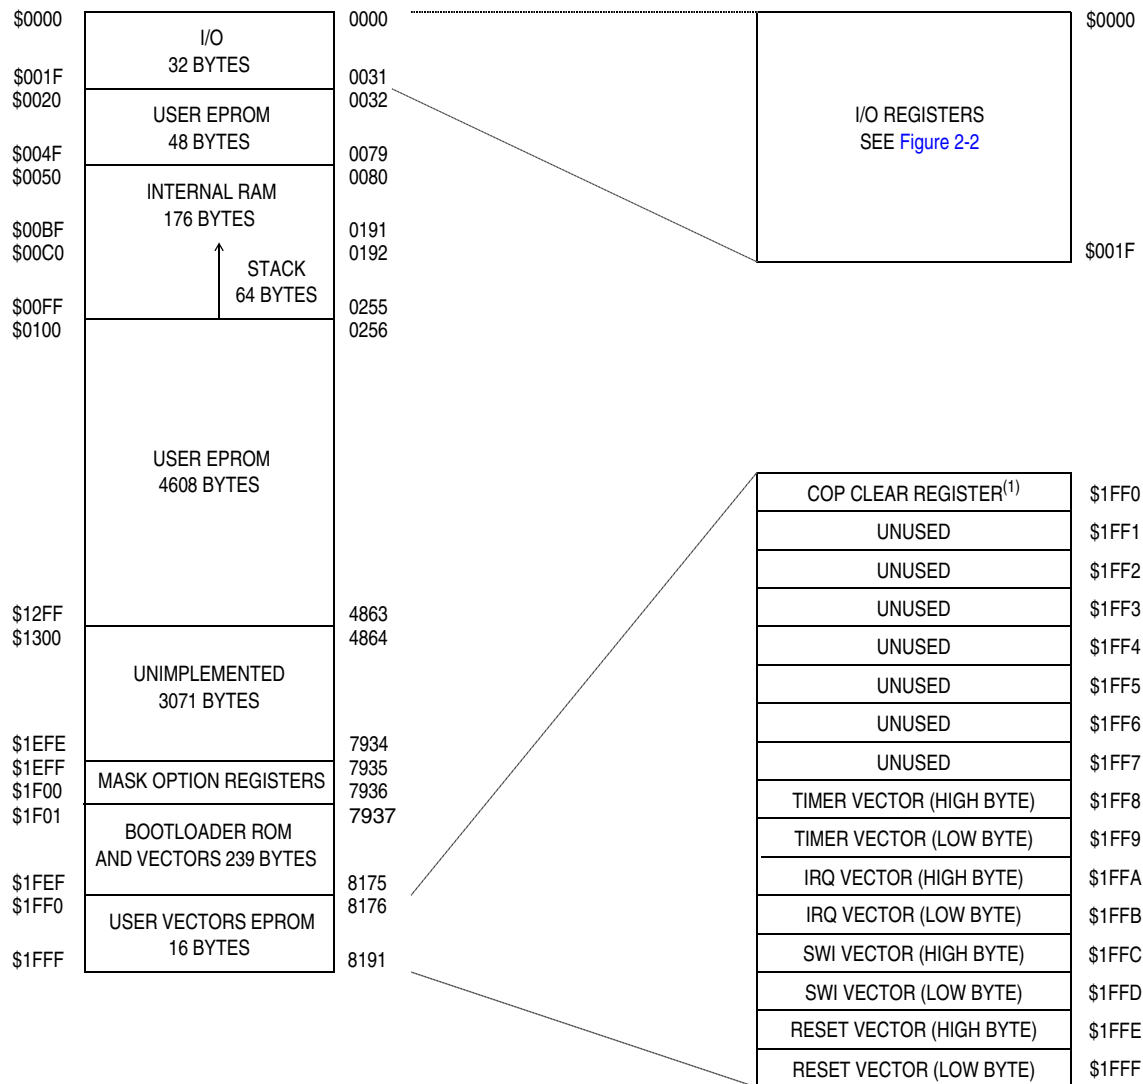 $0000 0000
I/O
32 BYTES
$001F 0031
$0020 0032
USER EPROM
48 BYTES
$004F 0079
$0050 0080
INTERNAL RAM
176 BYTES
$00BF 0191
$00C0 0192
STACK
64 BYTES
$00FF 0255
$0100 0256
USER EPROM
4608 BYTES
$12FF 4863
$1300 4864
UNIMPLEMENTED
3071 BYTES
$1EFE 7934
$1EFF 7935
MASK OPTION REGISTERS
$1F00 7936
$1F01 7937
BOOTLOADER ROM
AND VECTORS 239 BYTES
$1FEF 8175
$1FF0 8176
USER VECTORS EPROM
16 BYTES
$1FFF 8191
$0000
I/O REGISTERS
SEE Figure 2-2
$001F
COP CLEAR REGISTER(1) $1FF0
UNUSED $1FF1
UNUSED $1FF2
UNUSED $1FF3
UNUSED $1FF4
UNUSED $1FF5
UNUSED $1FF6
UNUSED $1FF7
TIMER VECTOR (HIGH BYTE) $1FF8
TIMER VECTOR (LOW BYTE) $1FF9
IRQ VECTOR (HIGH BYTE) $1FFA
IRQ VECTOR (LOW BYTE) $1FFB
SWI VECTOR (HIGH BYTE) $1FFC
SWI VECTOR (LOW BYTE) $1FFD
RESET VECTOR (HIGH BYTE) $1FFE
RESET VECTOR (LOW BYTE) $1FFF